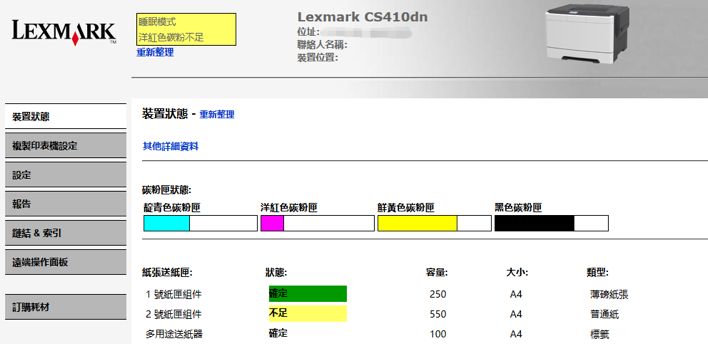 LEXMARK™
睡眠模式
洋紅色碳粉不足
重新整理
Lexmark CS410dn
位址:
聯絡人名稱:
裝置位置:
裝置狀態
複製印表機設定
設定
報告
鏈結 & 索引
遠端操作面板
訂購耗材
裝置狀態 - 重新整理
其他詳細資料
碳粉匣狀態:
靛青色碳粉匣 洋紅色碳粉匣 鮮黃色碳粉匣 黑色碳粉匣
紙張送紙匣: 狀態: 容量: 大小: 類型:
1 號紙匣組件 確定 250 A4 薄磅紙張
2 號紙匣組件 不足 550 A4 普通紙
多用途送紙器 確定 100 A4 標籤